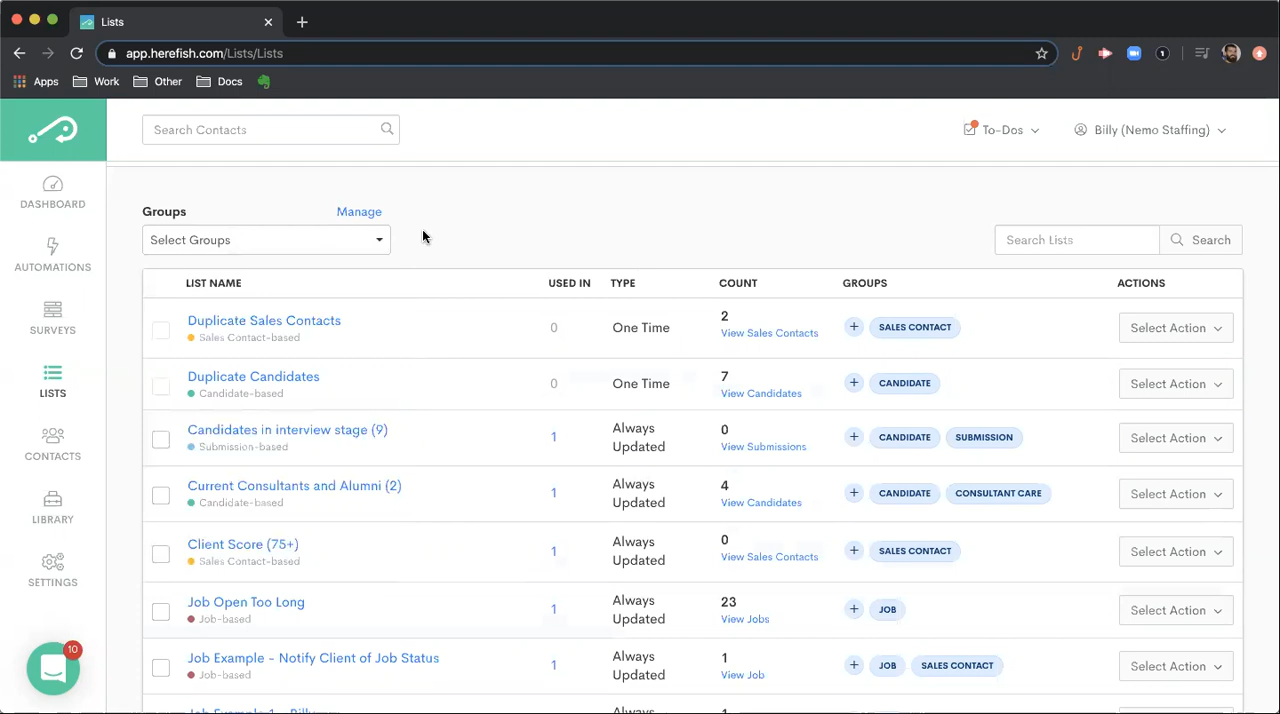 Lists
app.herefish.com/Lists/Lists
Apps Work Other Docs
Search Contacts
To-Dos
Billy (Nemo Staffing)
DASHBOARD
AUTOMATIONS
SURVEYS
LISTS
CONTACTS
LIBRARY
SETTINGS
10
Groups Manage
Select Groups
Search Lists Search
LIST NAME USED IN TYPE COUNT GROUPS ACTIONS
Duplicate Sales Contacts
Sales Contact-based
0
One Time
2
View Sales Contacts
+ SALES CONTACT
Select Action
Duplicate Candidates
Candidate-based
0
One Time
7
View Candidates
+ CANDIDATE
Select Action
Candidates in interview stage (9)
Submission-based
1
Always
Updated
0
View Submissions
+ CANDIDATE SUBMISSION
Select Action
Current Consultants and Alumni (2)
Candidate-based
1
Always
Updated
4
View Candidates
+ CANDIDATE CONSULTANT CARE
Select Action
Client Score (75+)
Sales Contact-based
1
Always
Updated
0
View Sales Contacts
+ SALES CONTACT
Select Action
Job Open Too Long
Job-based
1
Always
Updated
23
View Jobs
+ JOB
Select Action
Job Example - Notify Client of Job Status
Job-based
1
Always
Updated
1
View Job
+ JOB SALES CONTACT
Select Action